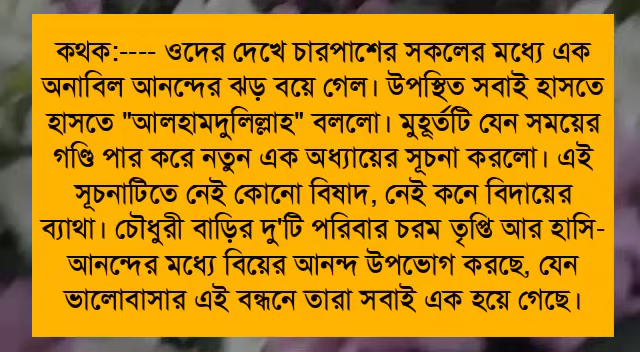 কথক:---- ওদের দেখে চারপাশের সকলের মধ্যে এক
অনাবিল আনন্দের ঝড় বয়ে গেল। উপস্থিত সবাই হাসতে
হাসতে "আলহামদুলিল্লাহ" বললো। মুহূর্তটি যেন সময়ের
গণ্ডি পার করে নতুন এক অধ্যায়ের সূচনা করলো। এই
সূচনাটিতে নেই কোনো বিষাদ, নেই কনে বিদায়ের
ব্যাথা। চৌধুরী বাড়ির দু'টি পরিবার চরম তৃপ্তি আর হাসি-
আনন্দের মধ্যে বিয়ের আনন্দ উপভোগ করছে, যেন
ভালোবাসার এই বন্ধনে তারা সবাই এক হয়ে গেছে।